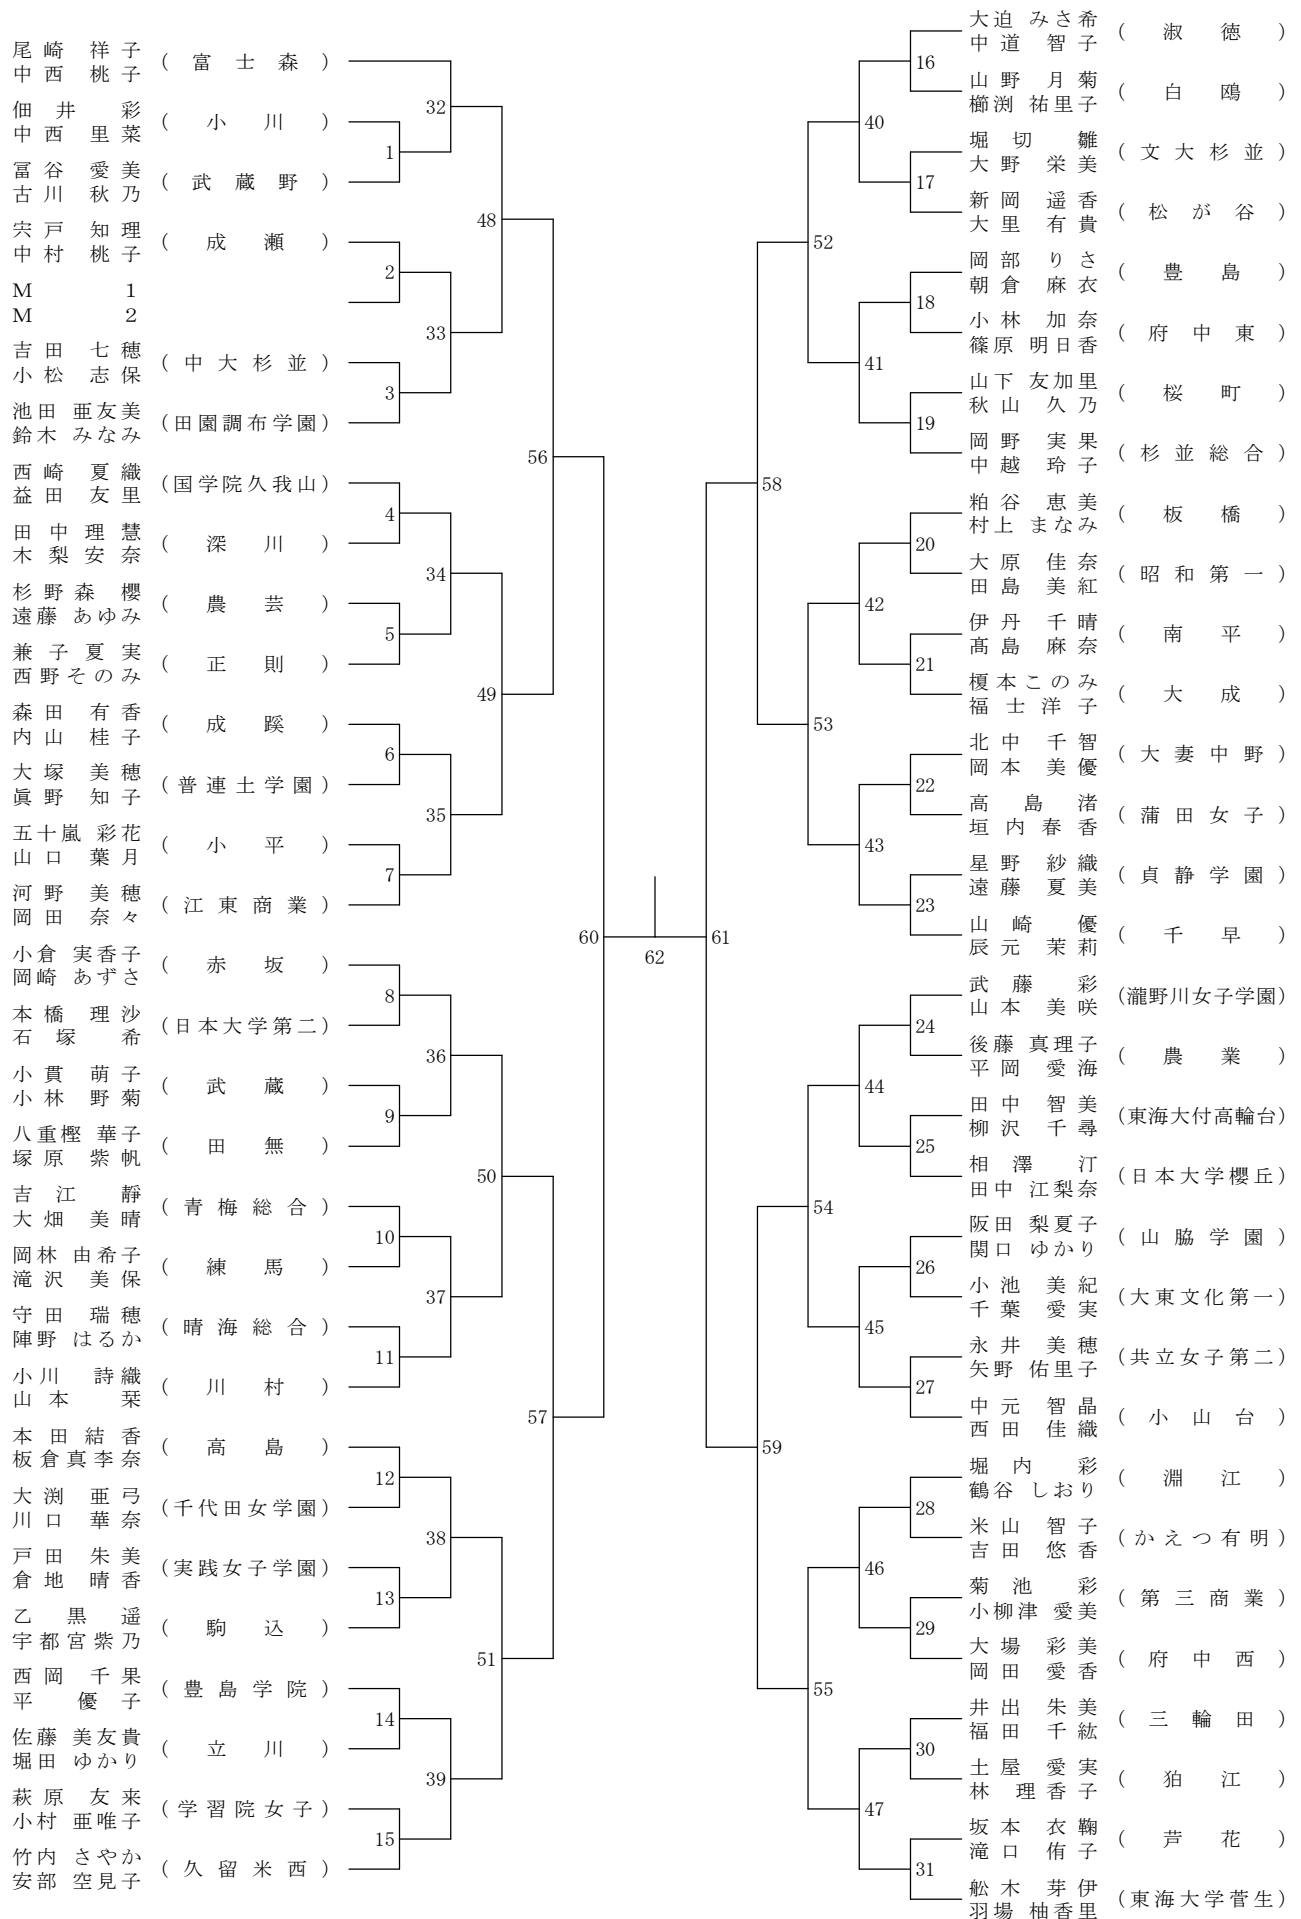 尾崎 祥子
中西 桃子
(富士森)
佃井 彩
中西 里菜
(小川)
冨谷 愛美
古川 秋乃
(武蔵野)
宍戸 知理
中村 桃子
(成瀬)
M 1
M 2
吉田 七穂
小松 志保
(中大杉並)
池田 亜友美
鈴木 みなみ
(田園調布学園)
西崎 夏織
益田 友里
(国学院久我山)
田中理慧
木梨安奈
(深川)
杉野森 櫻
遠藤 あゆみ
(農芸)
兼子夏実
西野そのみ
(正則)
森田 有香
内山 桂子
(成蹊)
大塚 美穂
眞野 知子
(普連土学園)
五十嵐 彩花
山口 葉月
(小平)
河野 美穂
岡田 奈々
(江東商業)
小倉 実香子
岡崎 あずさ
(赤坂)
本橋 理沙
石塚 希
(日本大学第二)
小貫 萌子
小林 野菊
(武蔵)
八重樫 華子
塚原 紫帆
(田無)
吉江 靜
大畑 美晴
(青梅総合)
岡林 由希子
滝沢 美保
(練馬)
守田 瑞穂
陣野 はるか
(晴海総合)
小川 詩織
山本 栞
(川村)
本田結香
板倉真李奈
(高島)
大渕 亜弓
川口 華奈
(千代田女学園)
戸田 朱美
倉地 晴香
(実践女子学園)
乙黒遥
宇都宮紫乃
(駒込)
西岡 千果
平 優子
(豊島学院)
佐藤 美友貴
堀田 ゆかり
(立川)
萩原 友来
小村 亜唯子
(学習院女子)
竹内 さやか
安部 空見子
(久留米西)
1
2
3
4
5
6
7
8
9
10
11
12
13
14
15
32
33
34
35
36
37
38
39
48
49
50
51
56
57
60
62
61
58
59
52
53
54
55
40
41
42
43
44
45
46
47
16
17
18
19
20
21
22
23
24
25
26
27
28
29
30
31
大迫 みさ希
中道 智子
(淑徳)
山野 月菊
櫛渕 祐里子
(白鴎)
堀切 雛
大野 栄美
(文大杉並)
新岡 遥香
大里 有貴
(松が谷)
岡部 りさ
朝倉 麻衣
(豊島)
小林 加奈
篠原 明日香
(府中東)
山下 友加里
秋山 久乃
(桜町)
岡野 実果
中越 玲子
(杉並総合)
粕谷 恵美
村上 まなみ
(板橋)
大原 佳奈
田島 美紅
(昭和第一)
伊丹 千晴
髙島 麻奈
(南平)
榎本このみ
福士洋子
(大成)
北中 千智
岡本 美優
(大妻中野)
高島渚
垣内春香
(蒲田女子)
星野 紗織
遠藤 夏美
(貞静学園)
山崎 優
辰元 茉莉
(千早)
武藤 彩
山本 美咲
(瀧野川女子学園)
後藤 真理子
平岡 愛海
(農業)
田中 智美
柳沢 千尋
(東海大付高輪台)
相澤 汀
田中 江梨奈
(日本大学櫻丘)
阪田 梨夏子
関口 ゆかり
(山脇学園)
小池 美紀
千葉 愛実
(大東文化第一)
永井 美穂
矢野 佑里子
(共立女子第二)
中元 智晶
西田 佳織
(小山台)
堀内 彩
鶴谷 しおり
(淵江)
米山 智子
吉田 悠香
(かえつ有明)
菊池 彩
小柳津 愛美
(第三商業)
大場 彩美
岡田 愛香
(府中西)
井出 朱美
福田 千紘
(三輪田)
土屋 愛実
林 理香子
(狛江)
坂本 衣鞠
滝口 侑子
(芦花)
舩木 芽伊
羽場 柚香里
(東海大学菅生)